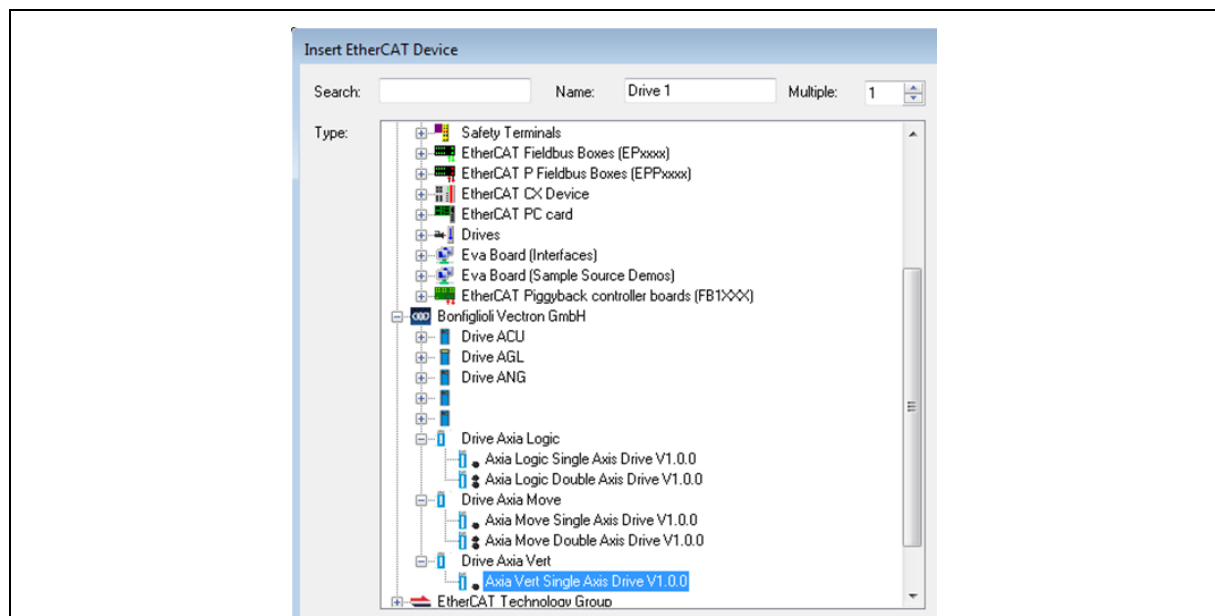 Insert EtherCAT Device
Search: Name: Drive 1 Multiple: 1
Type:
Safety Terminals
EtherCAT Fieldbus Boxes (EPxxxx)
EtherCAT P Fieldbus Boxes (EPPxxxx)
EtherCAT CX Device
EtherCAT PC card
Drives
Eva Board (Interfaces)
Eva Board (Sample Source Demos)
EtherCAT Piggyback controller boards (FB1XXX)
Bonfiglioli Vectron GmbH
Drive ACU
Drive AGL
Drive ANG
Drive Axia Logic
Axia Logic Single Axis Drive V1.0.0
Axia Logic Double Axis Drive V1.0.0
Drive Axia Move
Axia Move Single Axis Drive V1.0.0
Axia Move Double Axis Drive V1.0.0
Drive Axia Vert
Axia Vert Single Axis Drive V1.0.0
EtherCAT Technology Group